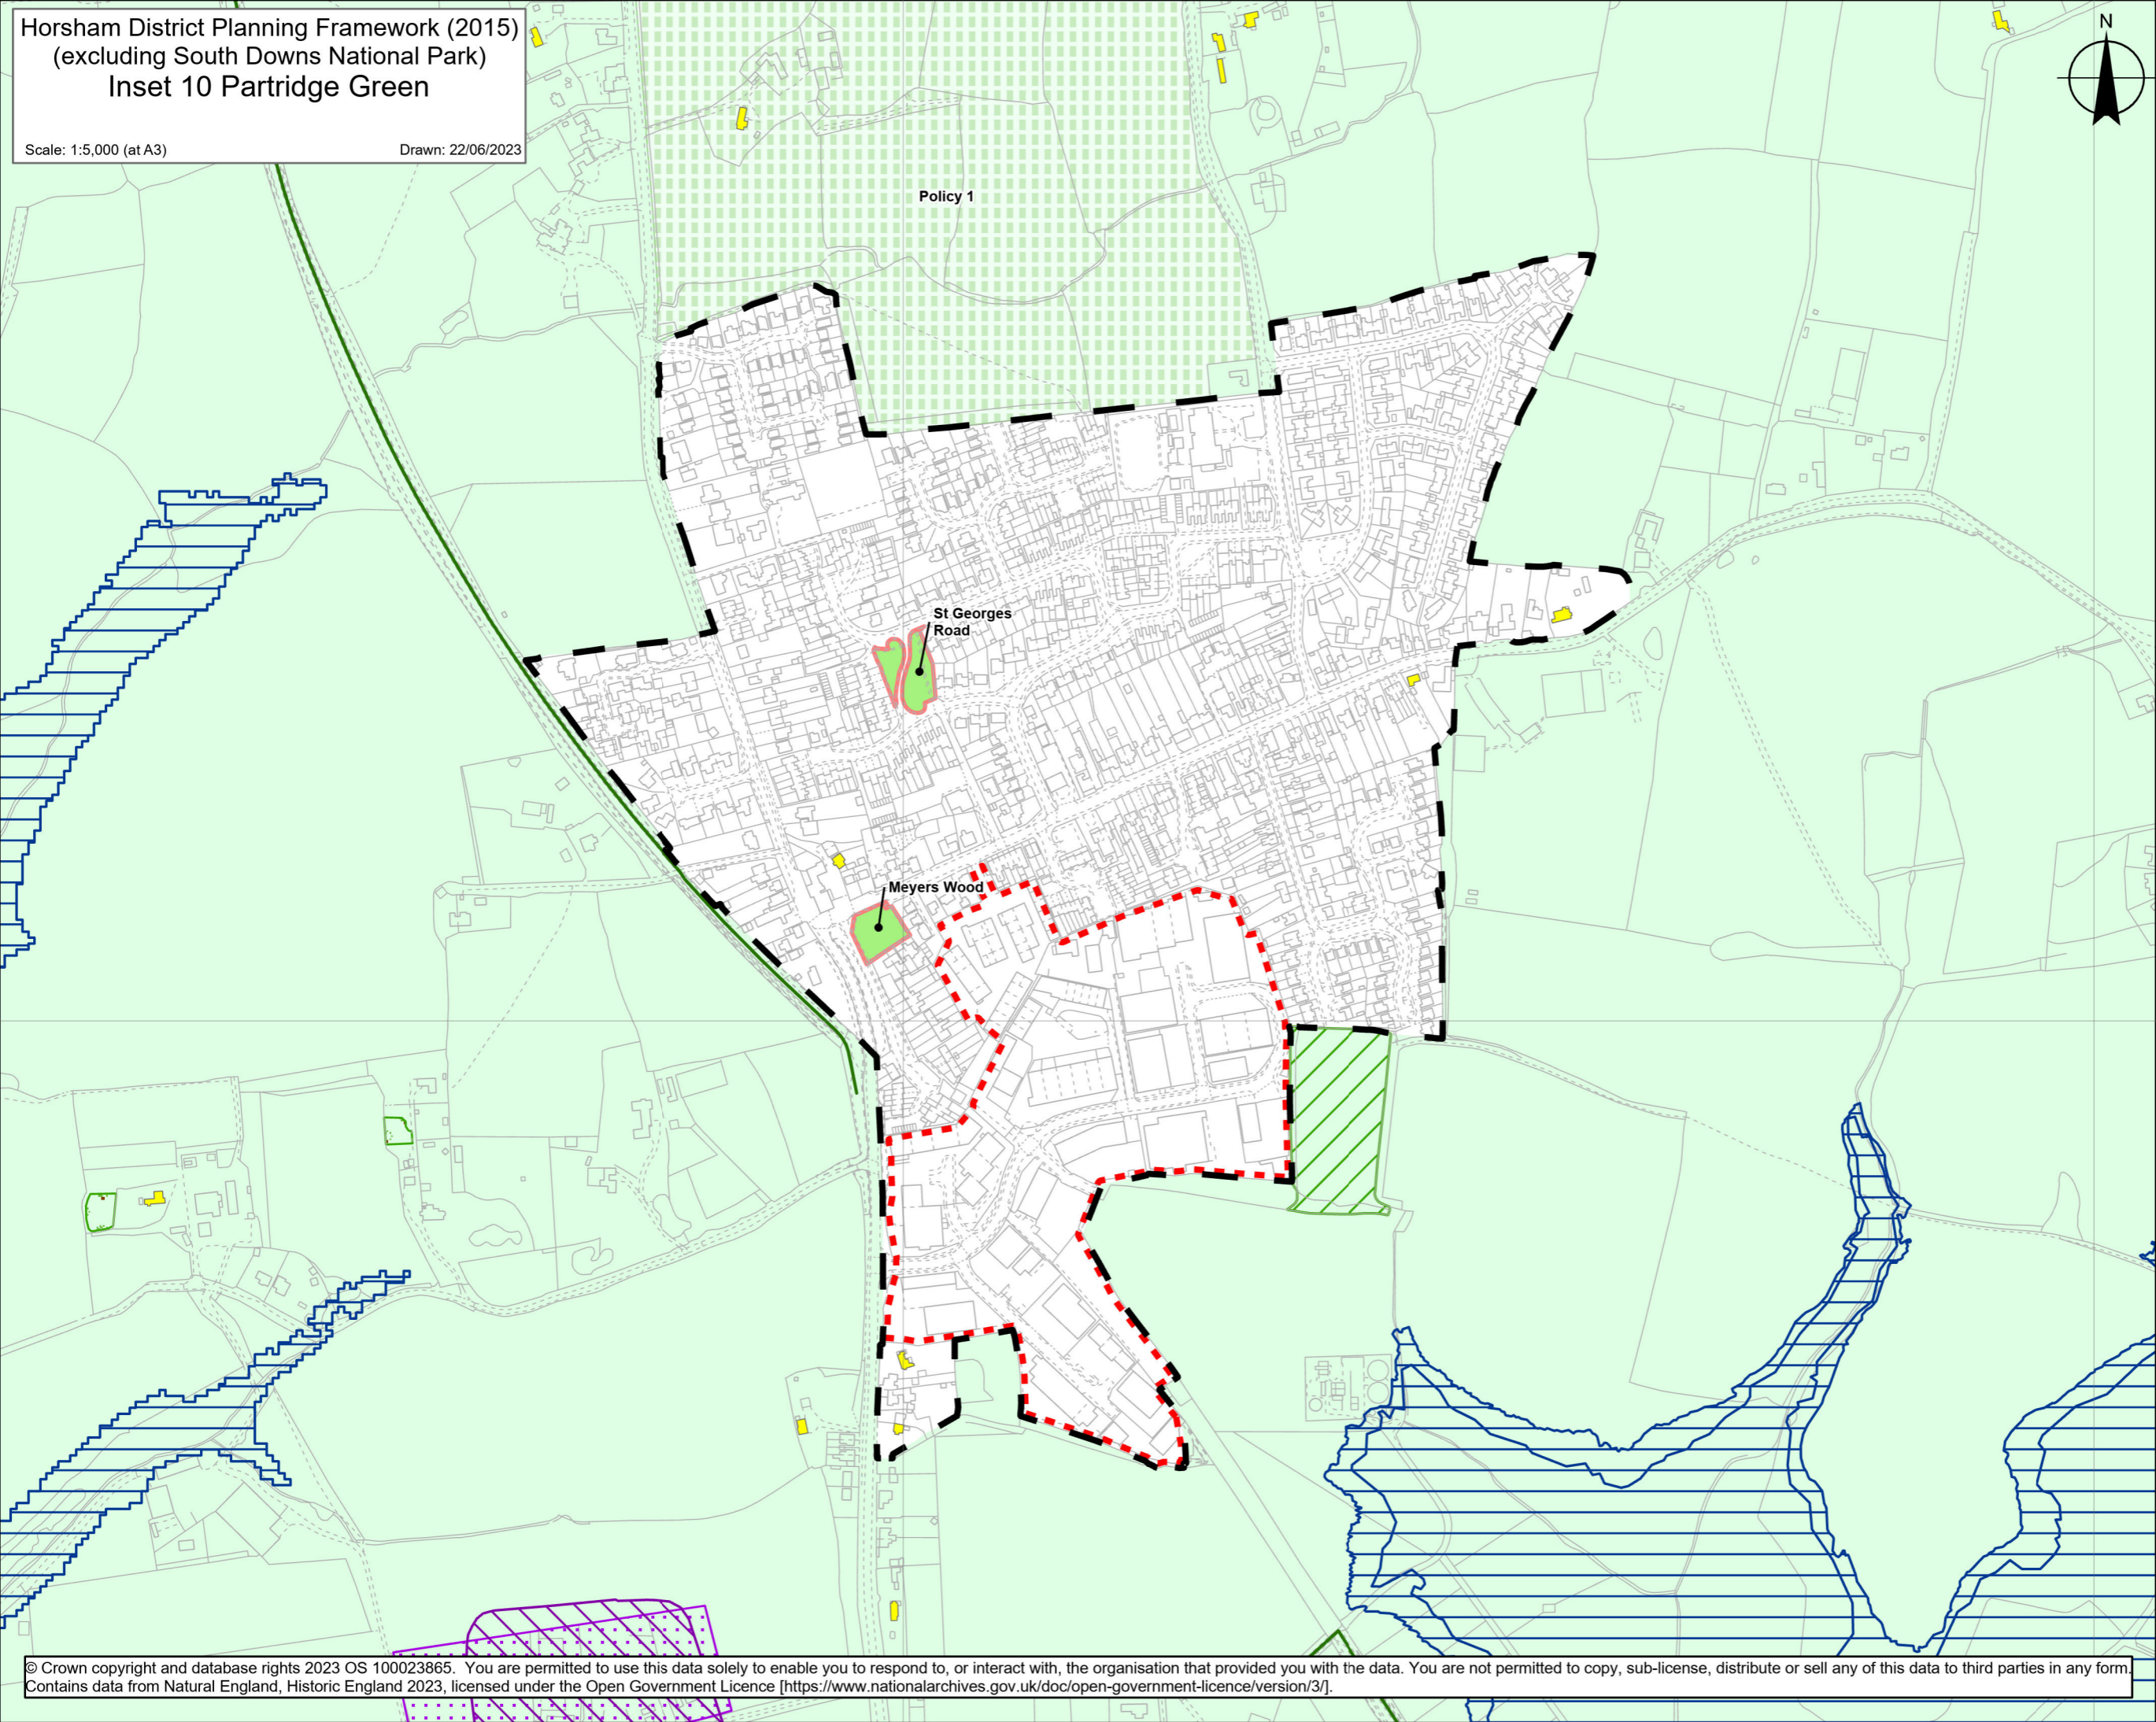 Horsham District Planning Framework (2015)
(excluding South Downs National Park)
Inset 10 Partridge Green
Scale: 1:5,000 (at A3)
Drawn: 22/06/2023
N
Policy 1
St Georges
Road
Meyers Wood
© Crown copyright and database rights 2023 OS 100023865.  You are permitted to use this data solely to enable you to respond to, or interact with, the organisation that provided you with the data. You are not permitted to copy, sub-license, distribute or sell any of this data to third parties in any form.
Contains data from Natural England, Historic England 2023, licensed under the Open Government Licence [https://www.nationalarchives.gov.uk/doc/open-government-licence/version/3/].